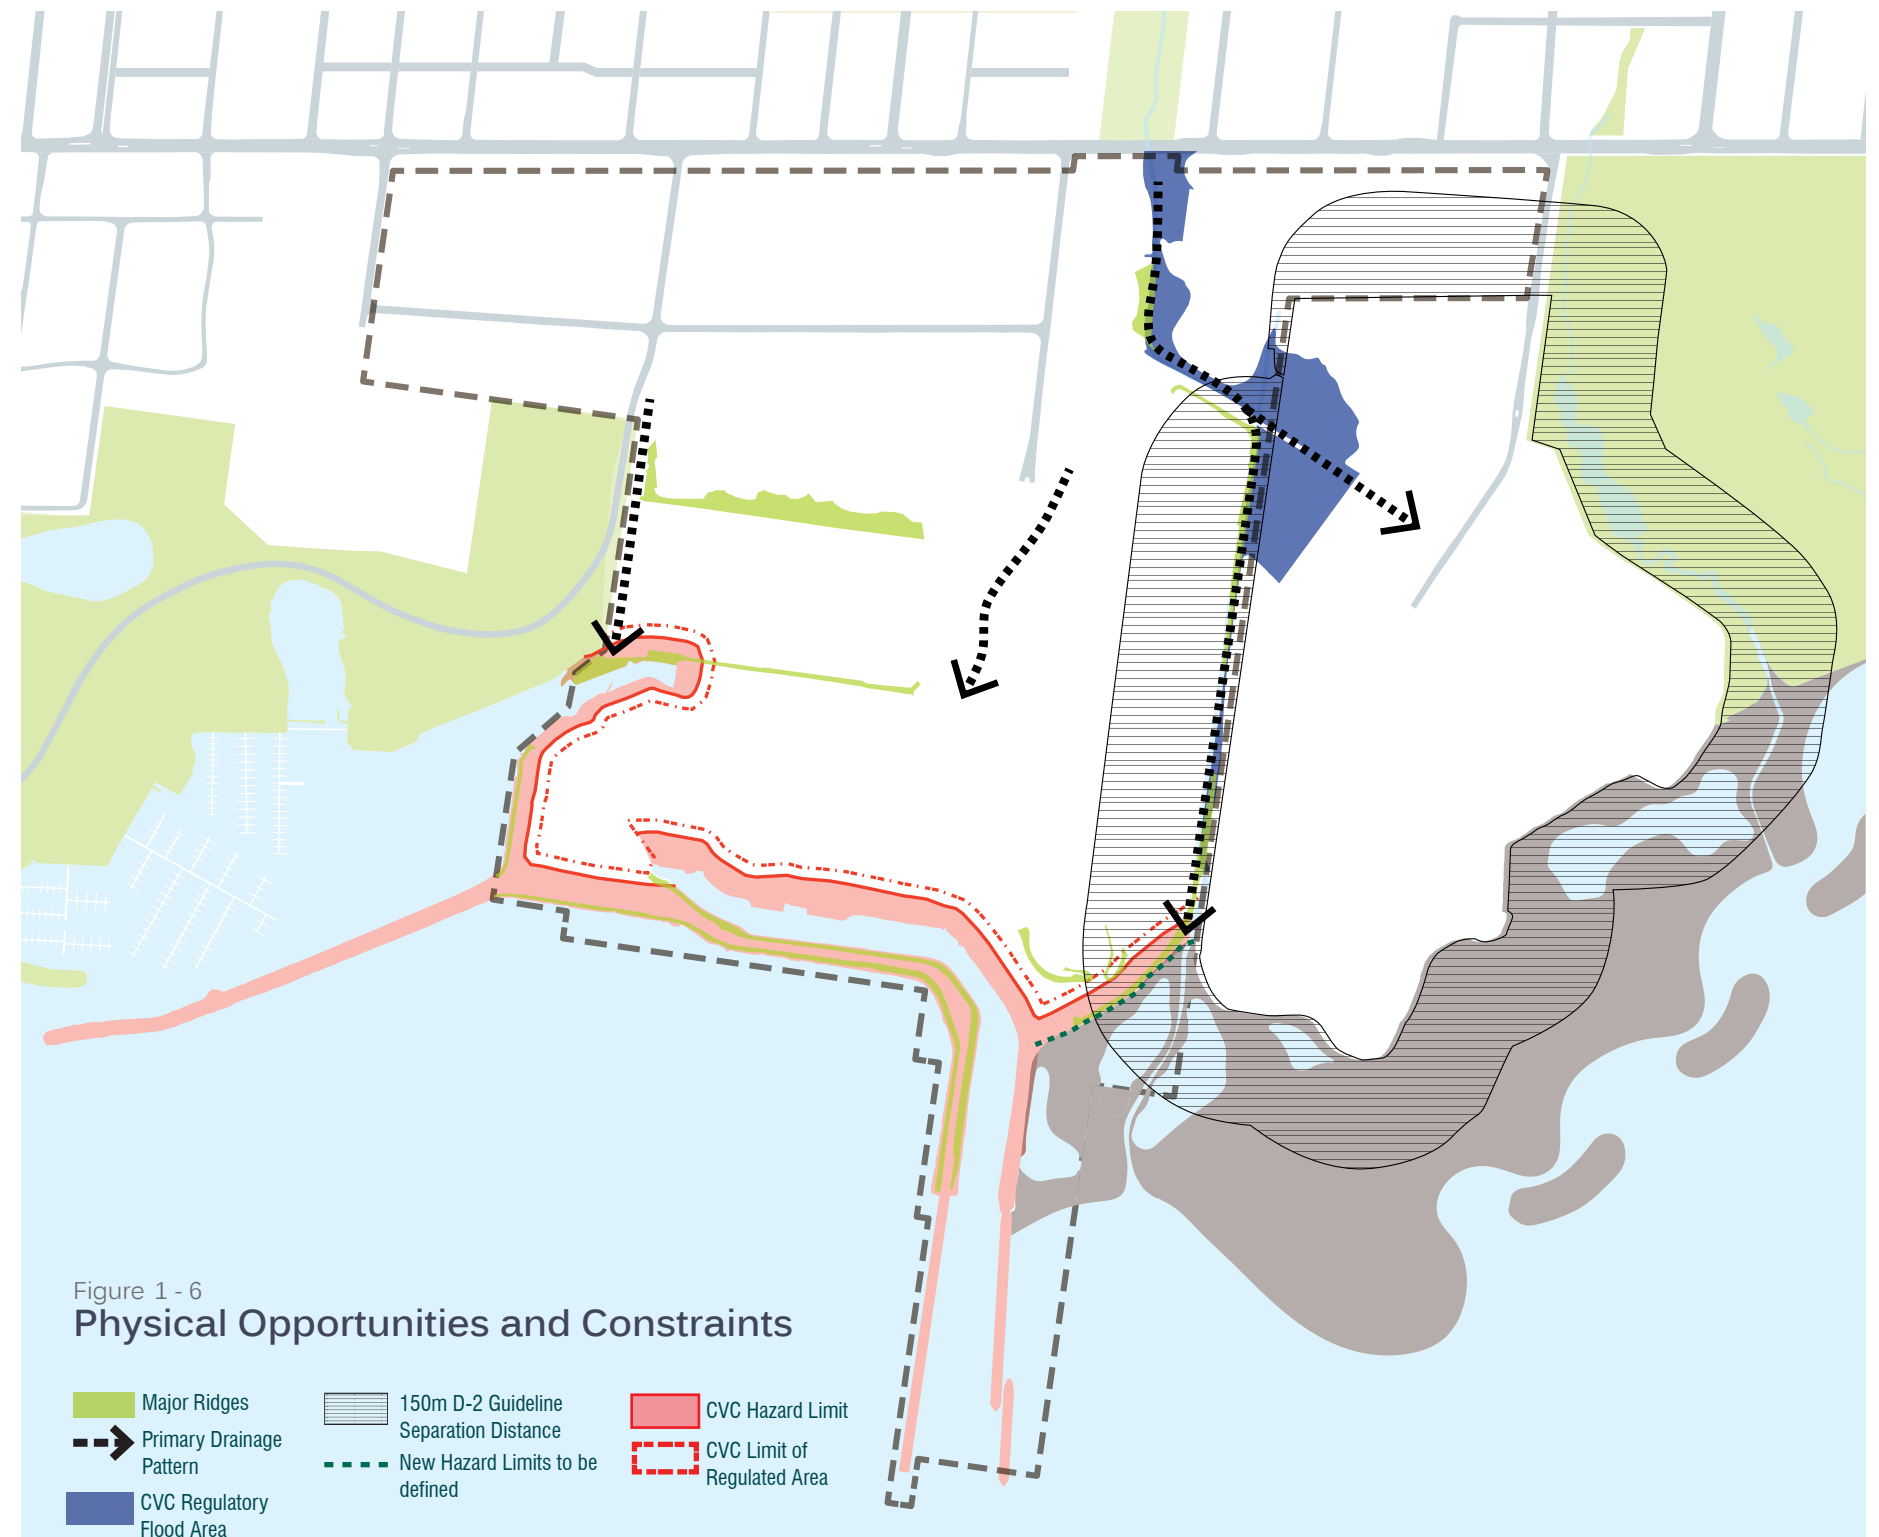 Figure 1 - 6
Physical Opportunities and Constraints
Major Ridges
Primary Drainage
Pattern
CVC Regulatory
Flood Area
150m D-2 Guideline
Separation Distance
New Hazard Limits to be
defined
CVC Hazard Limit
CVC Limit of
Regulated Area